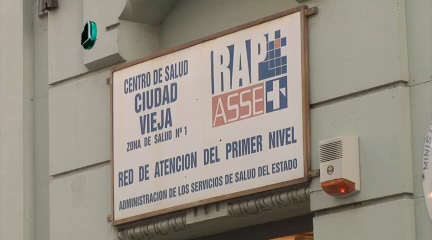 CENTRO DE SALUD
CIUDAD
VIEJA
ZONA DE SALUD Nº 1
RAP
ASSE
RED DE ATENCION DEL PRIMER NIVEL
ADMINISTRACION DE LOS SERVICIOS DE SALUD DEL ESTADO